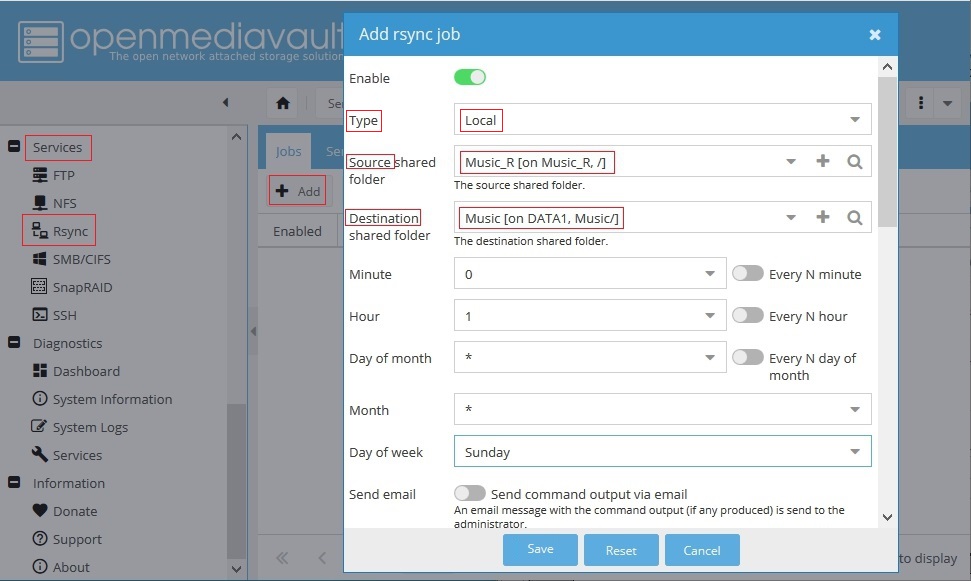 openmediavault
The open network attached storage solution
Add rsync job
Enable
Type
Local
Source shared
folder
Music_R [on Music_R, /]
The source shared folder.
Destination
shared folder
Music [on DATA1, Music/]
The destination shared folder.
Minute
0
Every N minute
Hour
1
Every N hour
Day of month
*
Every N day of
month
Month
*
Day of week
Sunday
Send email
Send command output via email
An email message with the command output (if any produced) is send to the
administrator.
Save
Reset
Cancel
Services
FTP
NFS
Rsync
SMB/CIFS
SnapRAID
SSH
Diagnostics
Dashboard
System Information
System Logs
Services
Information
Donate
Support
About
Se
Jobs
Se
Add
Enabled
to display